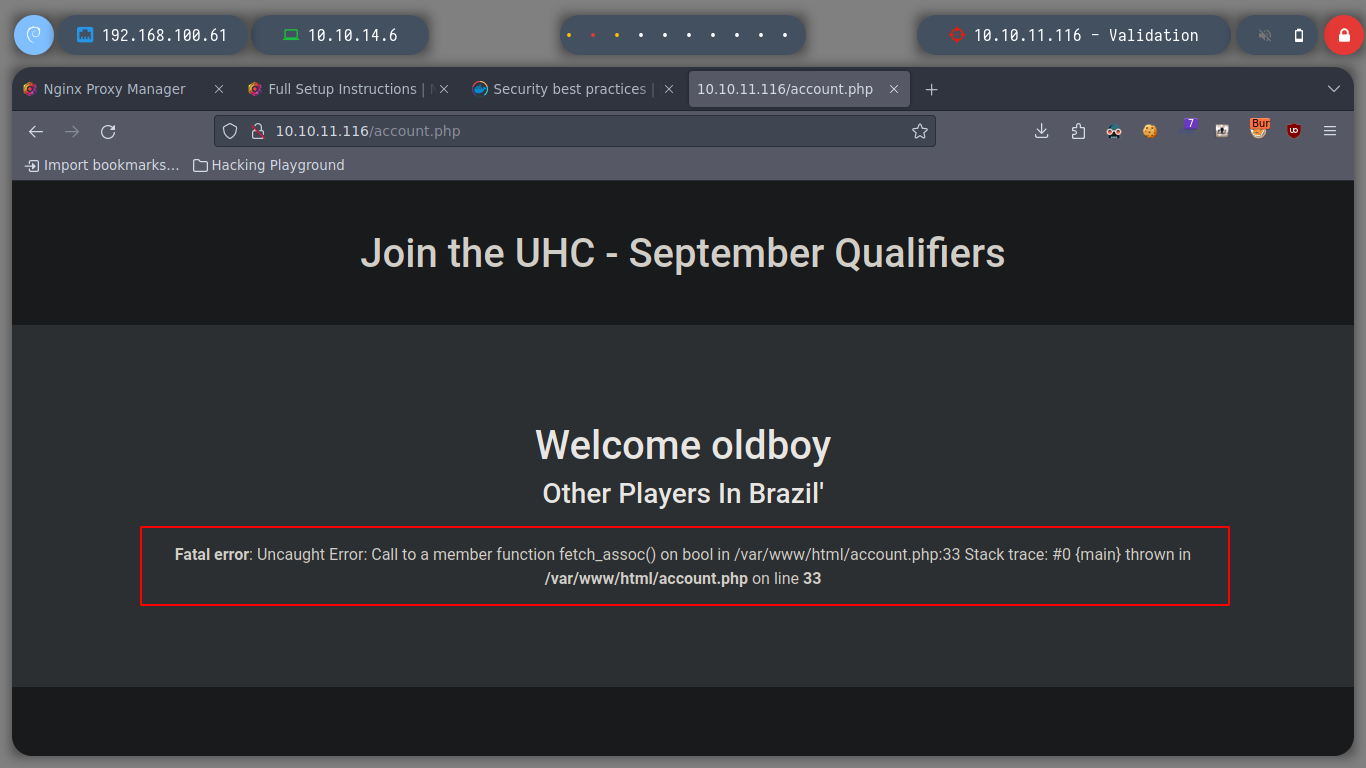 192.168.100.61
10.10.14.6
10.10.11.116 - Validation
Nginx Proxy Manager
Full Setup Instructions |
Security best practices |
10.10.11.116/account.php
10.10.11.116/account.php
7
Bur
Import bookmarks...
Hacking Playground
Join the UHC - September Qualifiers
Welcome oldboy
Other Players In Brazil'
Fatal error: Uncaught Error: Call to a member function fetch_assoc() on bool in /var/www/html/account.php:33 Stack trace: #0 {main} thrown in
/var/www/html/account.php on line 33